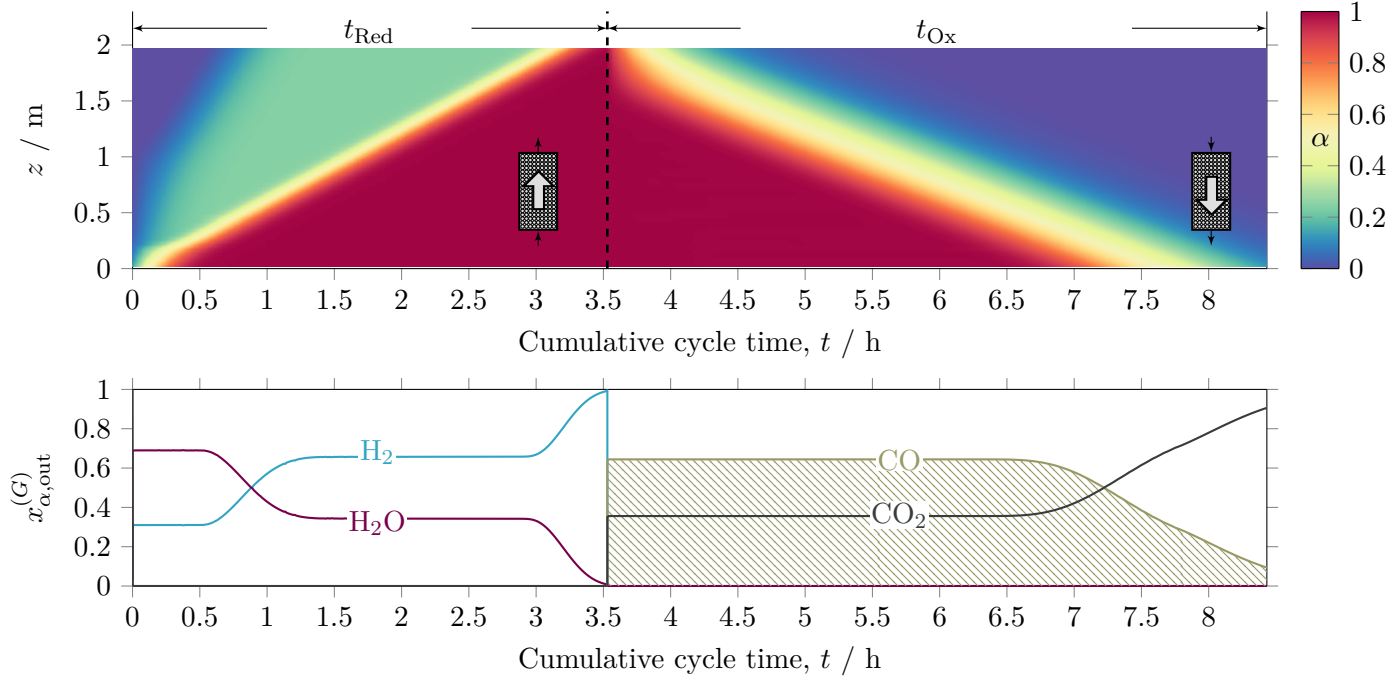 t_Red
t_Ox
2
1.5
1
0.5
0
z / m
0 0.5 1 1.5 2 2.5 3 3.5 4 4.5 5 5.5 6 6.5 7 7.5 8
Cumulative cycle time, t / h
1
0.8
0.6
0.4
0.2
0
α
1
0.8
0.6
0.4
0.2
0
x_{α,out}^{(G)}
H₂
H₂O
CO
CO₂
0 0.5 1 1.5 2 2.5 3 3.5 4 4.5 5 5.5 6 6.5 7 7.5 8
Cumulative cycle time, t / h